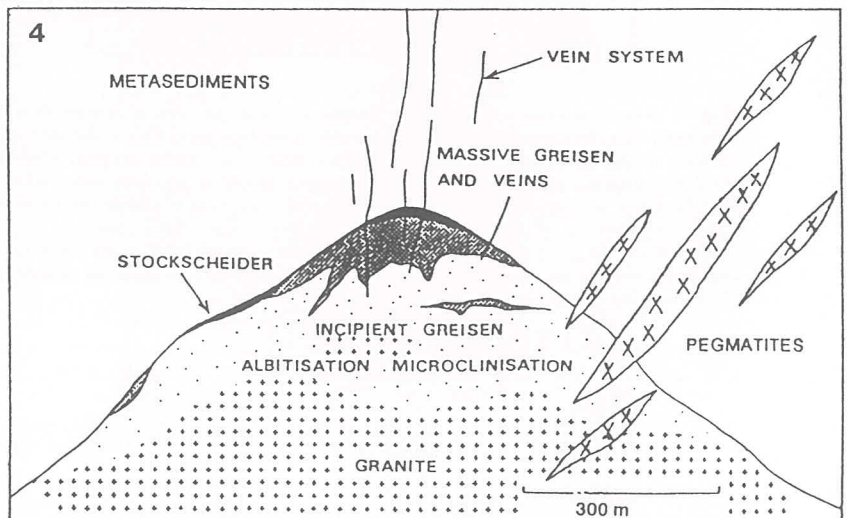 4
VEIN SYSTEM
METASEDIMENTS
MASSIVE GREISEN
AND VEINS
STOCKSCHEIDER
INCIPIENT GREISEN
PEGMATITES
ALBITISATION . MICROCLINISATION
GRANITE
300 m